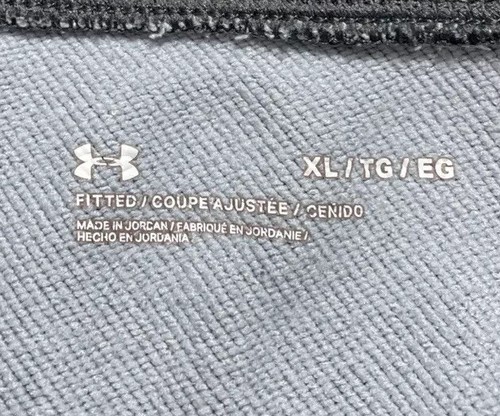 XL / TG / EG
FITTED / COUPE AJUSTÉE / CEÑIDO
MADE IN JORDAN / FABRIQUÉ EN JORDANIE /
HECHO EN JORDANIA